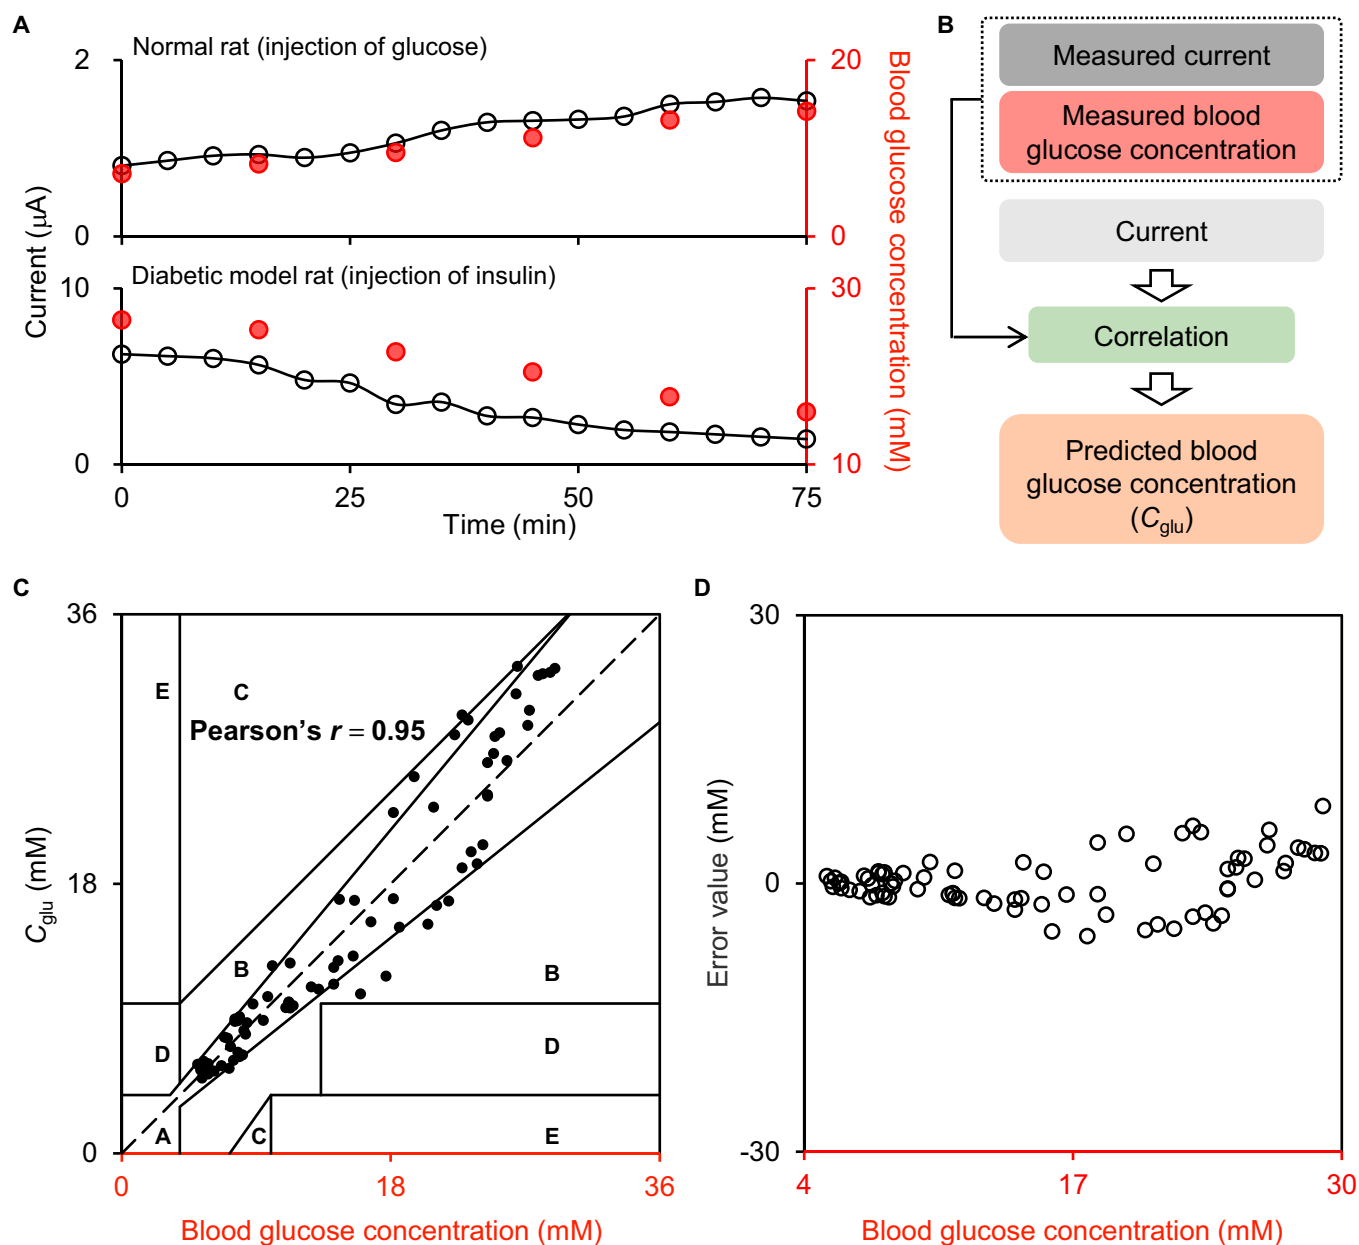 A
Normal rat (injection of glucose)
2
0
20
0
Diabetic model rat (injection of insulin)
10
0
30
10
0
25
50
75
Time (min)
Current (μA)
Blood glucose concentration (mM)
B
Measured current
Measured blood
glucose concentration
Current
Correlation
Predicted blood
glucose concentration
(Cglu)
C
36
18
0
Cglu (mM)
E
C
Pearson's r = 0.95
B
B
D
D
A
C
E
0
18
36
Blood glucose concentration (mM)
D
30
0
-30
Error value (mM)
4
17
30
Blood glucose concentration (mM)